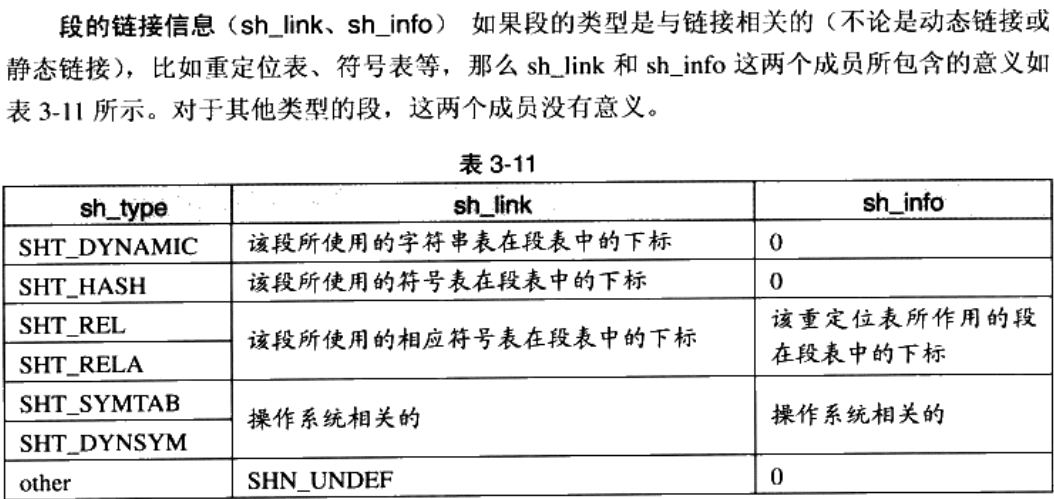 段的链接信息（sh_link、sh_info） 如果段的类型是与链接相关的（不论是动态链接或
静态链接），比如重定位表、符号表等，那么 sh_link 和 sh_info 这两个成员所包含的意义如
表 3-11 所示。对于其他类型的段，这两个成员没有意义。
表 3-11
sh_type sh_link sh_info
SHT_DYNAMIC 该段所使用的字符串表在段表中的下标 0
SHT_HASH 该段所使用的符号表在段表中的下标 0
SHT_REL
SHT_RELA
该段所使用的相应符号表在段表中的下标
该重定位表所作用的段
在段表中的下标
SHT_SYMTAB
SHT_DYNSYM
操作系统相关的
操作系统相关的
other SHN_UNDEF 0